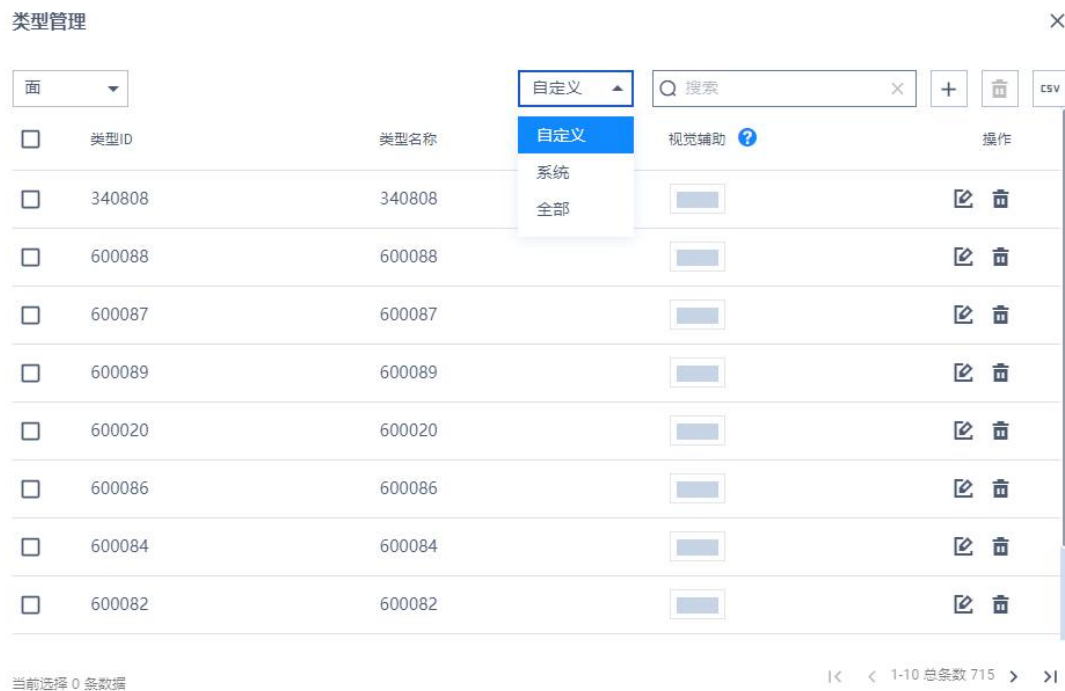 类型管理
面 自定义 搜索 CSV
类型ID 类型名称 自定义 视觉辅助 ? 操作
系统
340808 340808
全部
600088 600088
600087 600087
600089 600089
600020 600020
600086 600086
600084 600084
600082 600082
当前选择 0 条数据 1-10 总条数 715